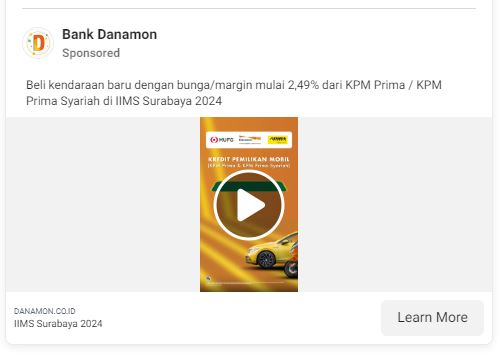 Bank Danamon
Sponsored
Beli kendaraan baru dengan bunga/margin mulai 2,49% dari KPM Prima / KPM
Prima Syariah di IIMS Surabaya 2024
MUFG
KREDIT PEMILIKAN MOBIL
(KPM Prima & KPM Prima Syariah)
DANAMON.CO.ID
IIMS Surabaya 2024
Learn More